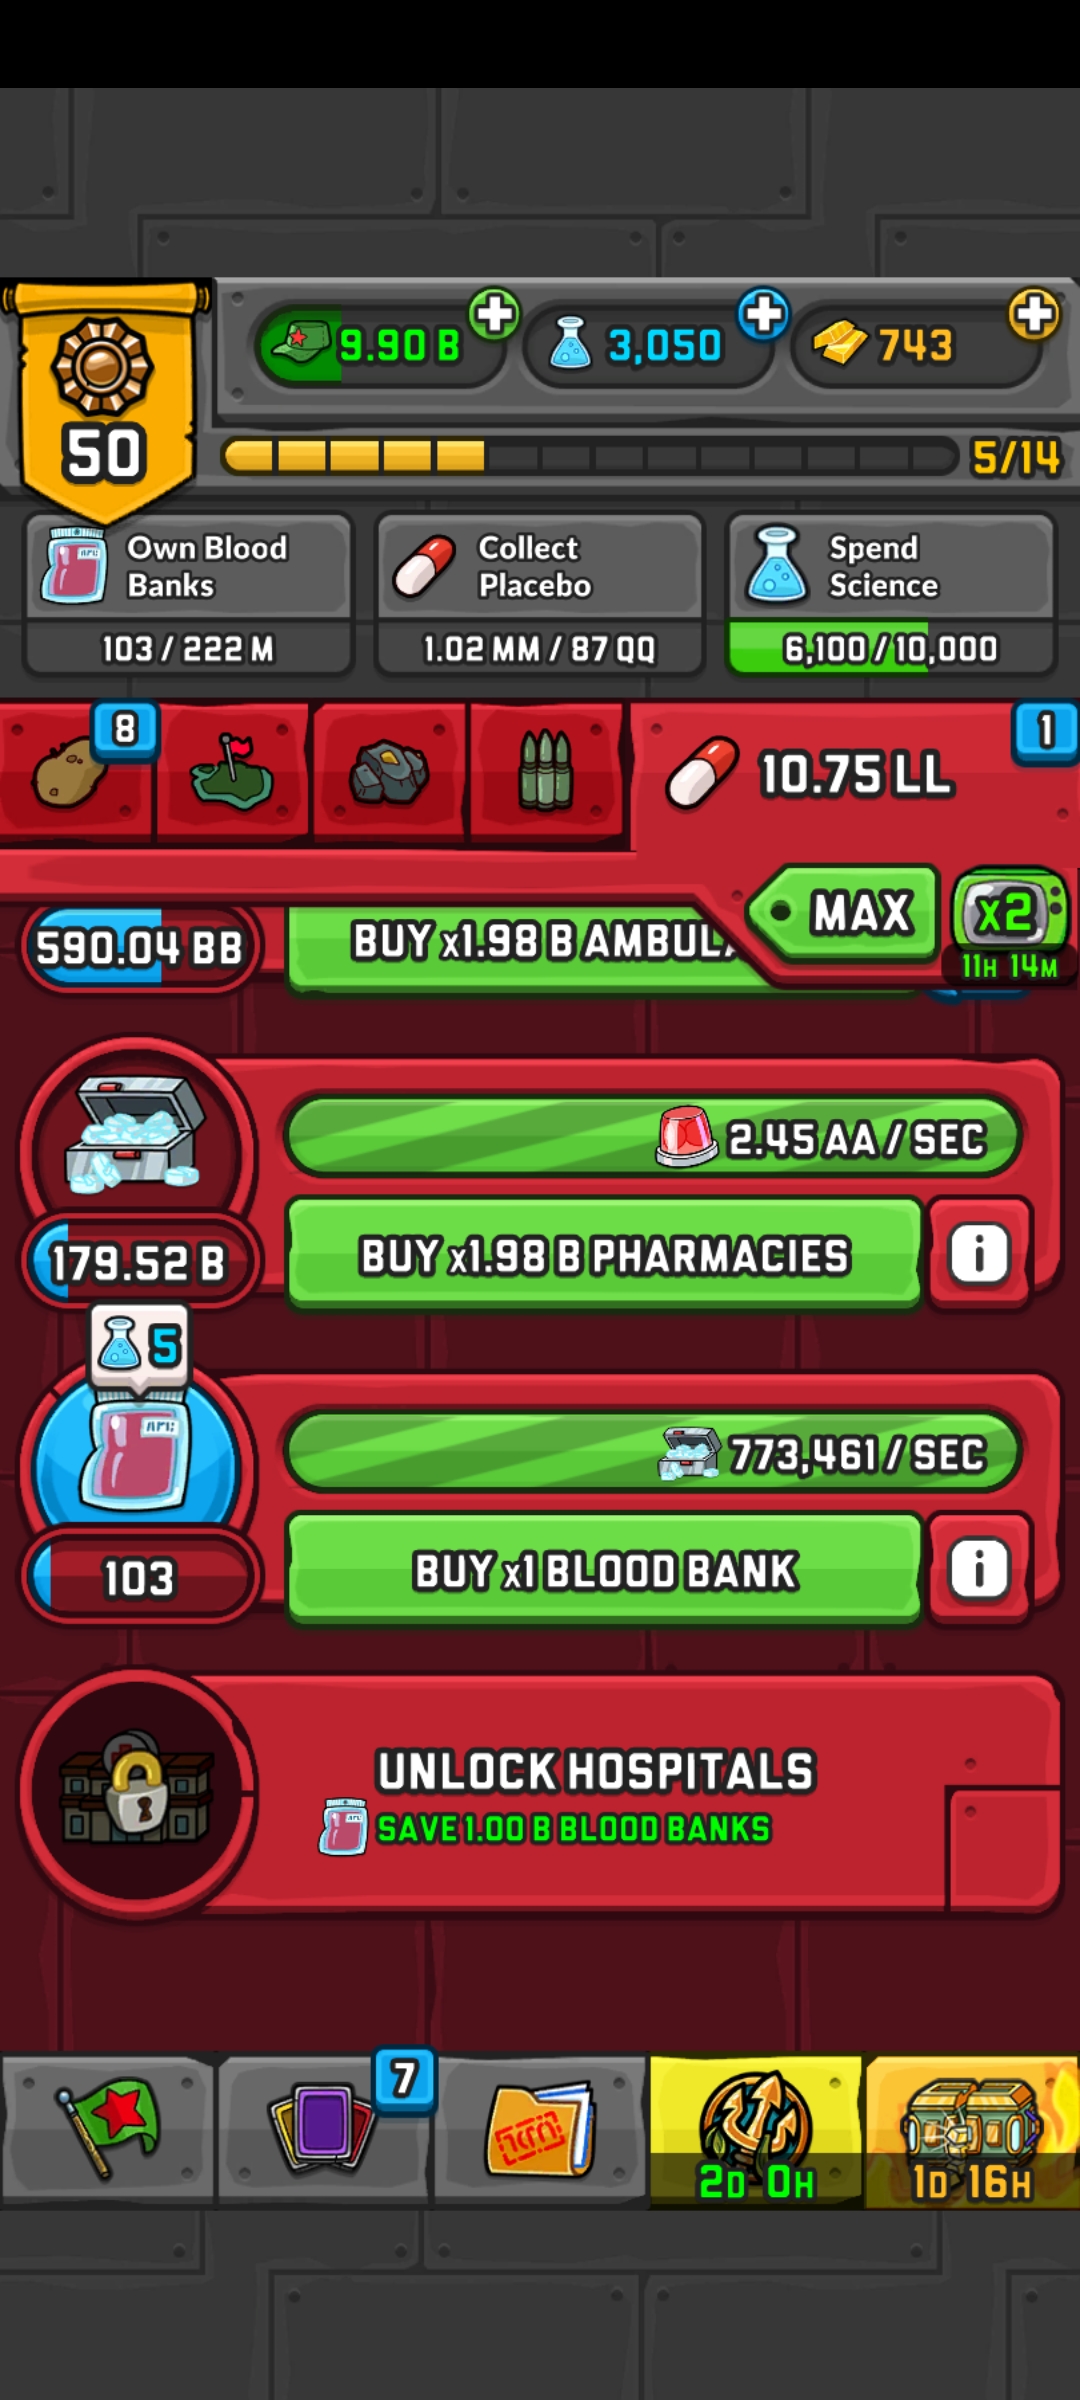 50
9.90 B
3,050
743
5/14
Own Blood
Banks
103 / 222 M
Collect
Placebo
1.02 MM / 87 QQ
Spend
Science
6,100 / 10,000
8
1
10.75 LL
MAX
x2
11H 14M
590.04 BB
BUY x1.98 B AMBUL
2.45 AA / SEC
179.52 B
BUY x1.98 B PHARMACIES
i
5
773,461 / SEC
103
BUY x1 BLOOD BANK
i
UNLOCK HOSPITALS
SAVE 1.00 B BLOOD BANKS
7
2D 0H
1D 16H